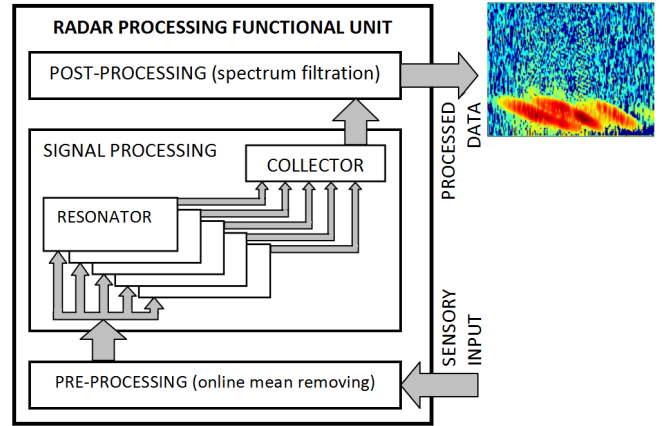 RADAR PROCESSING FUNCTIONAL UNIT
POST-PROCESSING (spectrum filtration)
SIGNAL PROCESSING
COLLECTOR
RESONATOR
PRE-PROCESSING (online mean removing)
PROCESSED
DATA
SENSORY
INPUT